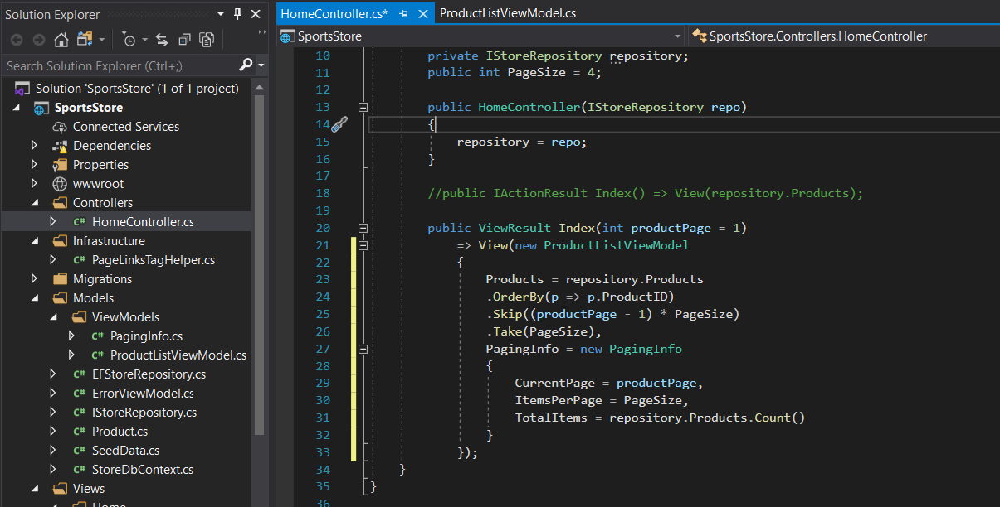 Solution Explorer
Search Solution Explorer (Ctrl+;)
Solution 'SportsStore' (1 of 1 project)
SportsStore
Connected Services
Dependencies
Properties
wwwroot
Controllers
C# HomeController.cs
Infrastructure
C# PageLinksTagHelper.cs
Migrations
Models
ViewModels
C# PagingInfo.cs
C# ProductListViewModel.cs
C# EFStoreRepository.cs
C# ErrorViewModel.cs
C# IStoreRepository.cs
C# Product.cs
C# SeedData.cs
C# StoreDbContext.cs
Views
Home
HomeController.cs* ProductListViewModel.cs
SportsStore SportsStore.Controllers.HomeController
10 private IStoreRepository repository;
11 public int PageSize = 4;
12
13 public HomeController(IStoreRepository repo)
14 {
15 repository = repo;
16 }
17
18 //public IActionResult Index() => View(repository.Products);
19
20 public ViewResult Index(int productPage = 1)
21 => View(new ProductListViewModel
22 {
23 Products = repository.Products
24 .OrderBy(p => p.ProductID)
25 .Skip((productPage - 1) * PageSize)
26 .Take(PageSize),
27 PagingInfo = new PagingInfo
28 {
29 CurrentPage = productPage,
30 ItemsPerPage = PageSize,
31 TotalItems = repository.Products.Count()
32 }
33 });
34 }
35 }
36